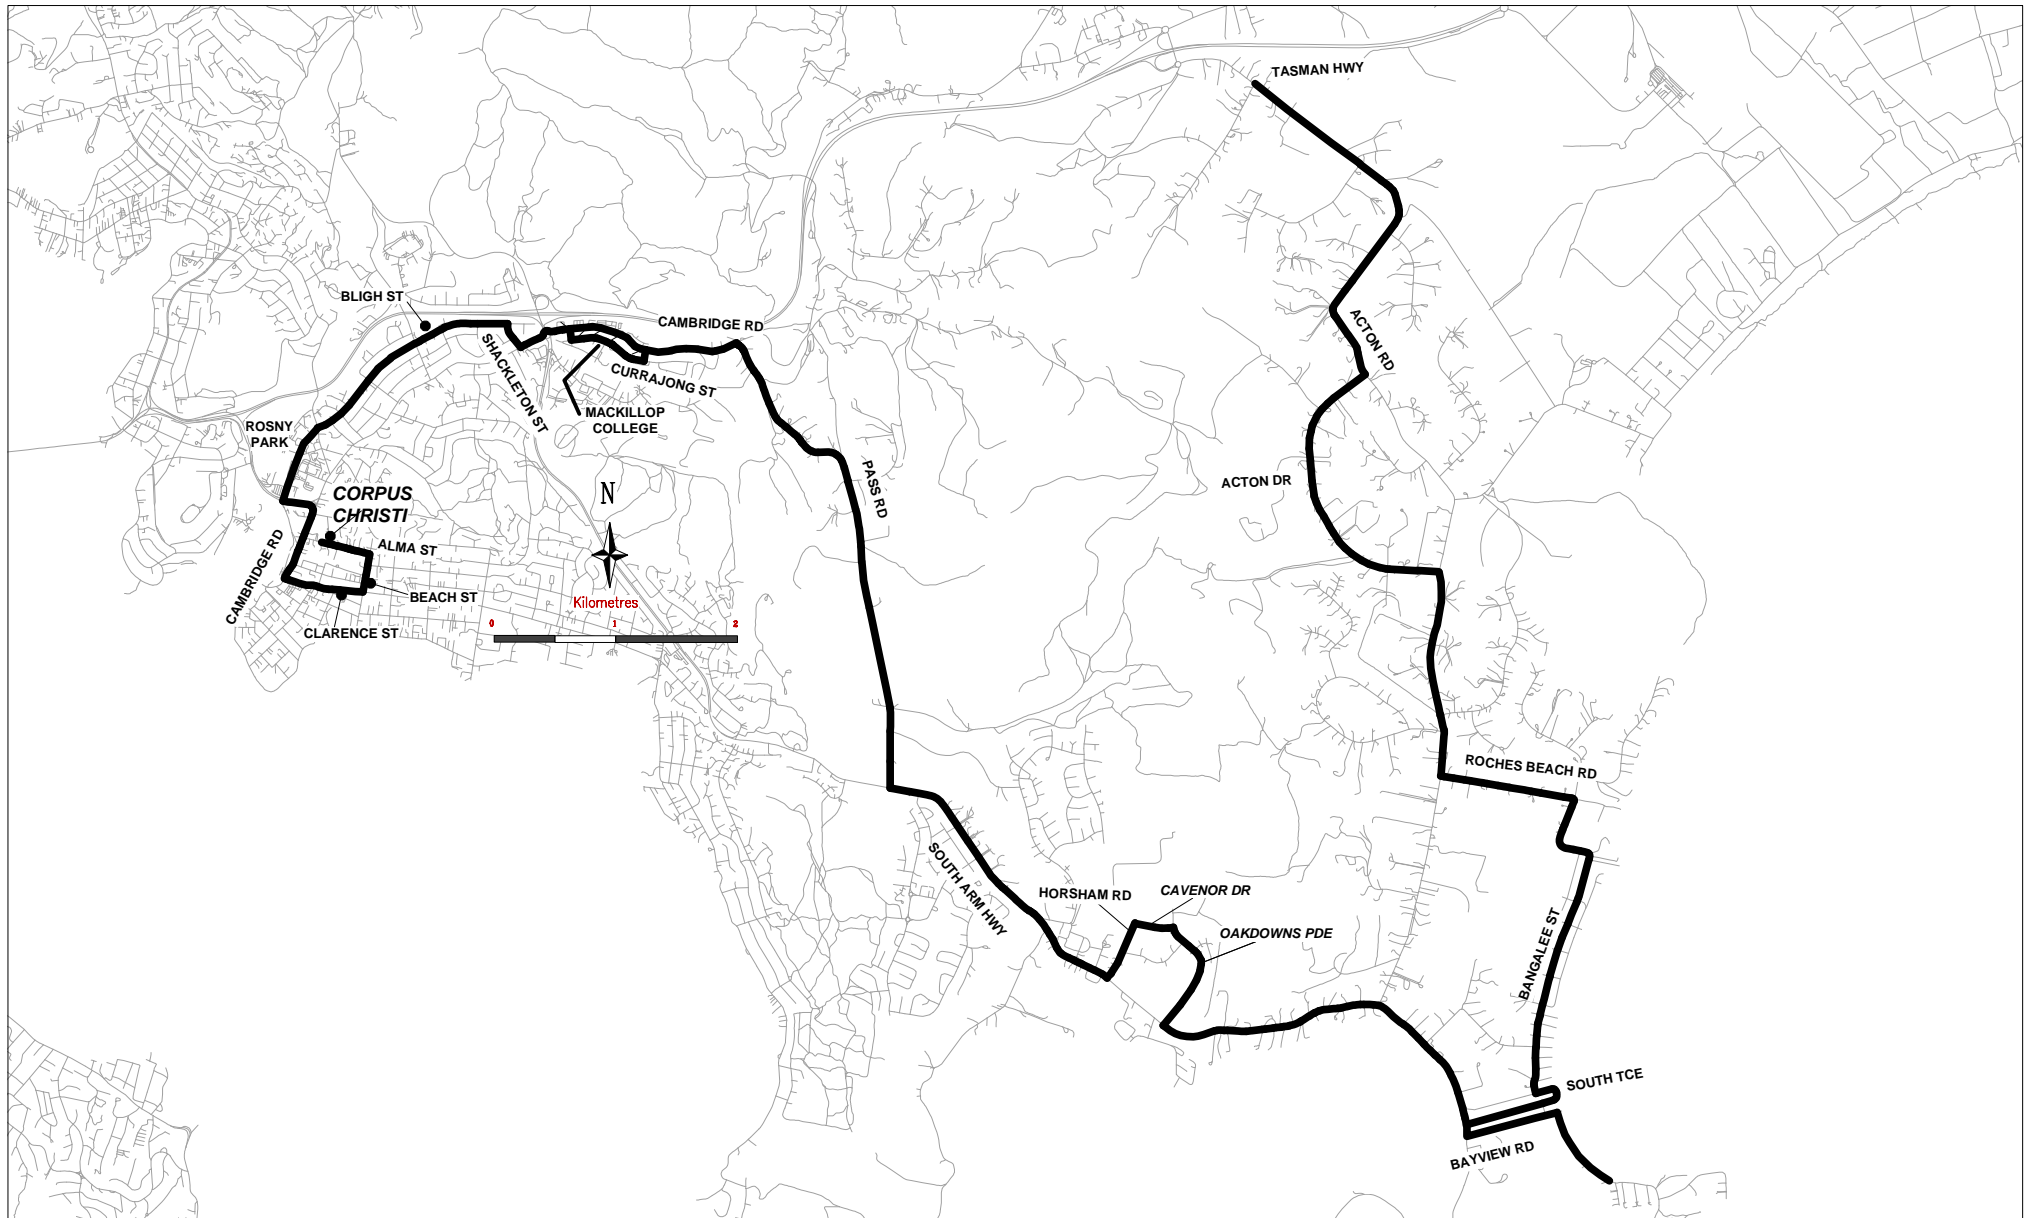 TASMAN HWY
BLIGH ST
CAMBRIDGE RD
SHACKLETON ST
ACTON RD
CURRAJONG ST
MACKILLOP
COLLEGE
ROSNY
PARK
PASS RD
ACTON DR
N
CORPUS
CHRISTI
ALMA ST
CAMBRIDGE RD
BEACH ST
CLARENCE ST
Kilometres
0 1 2
ROCHES BEACH RD
SOUTH ARM HWY
HORSHAM RD
CAVENOR DR
OAKDOWNS PDE
BANGALEE ST
SOUTH TCE
BAYVIEW RD